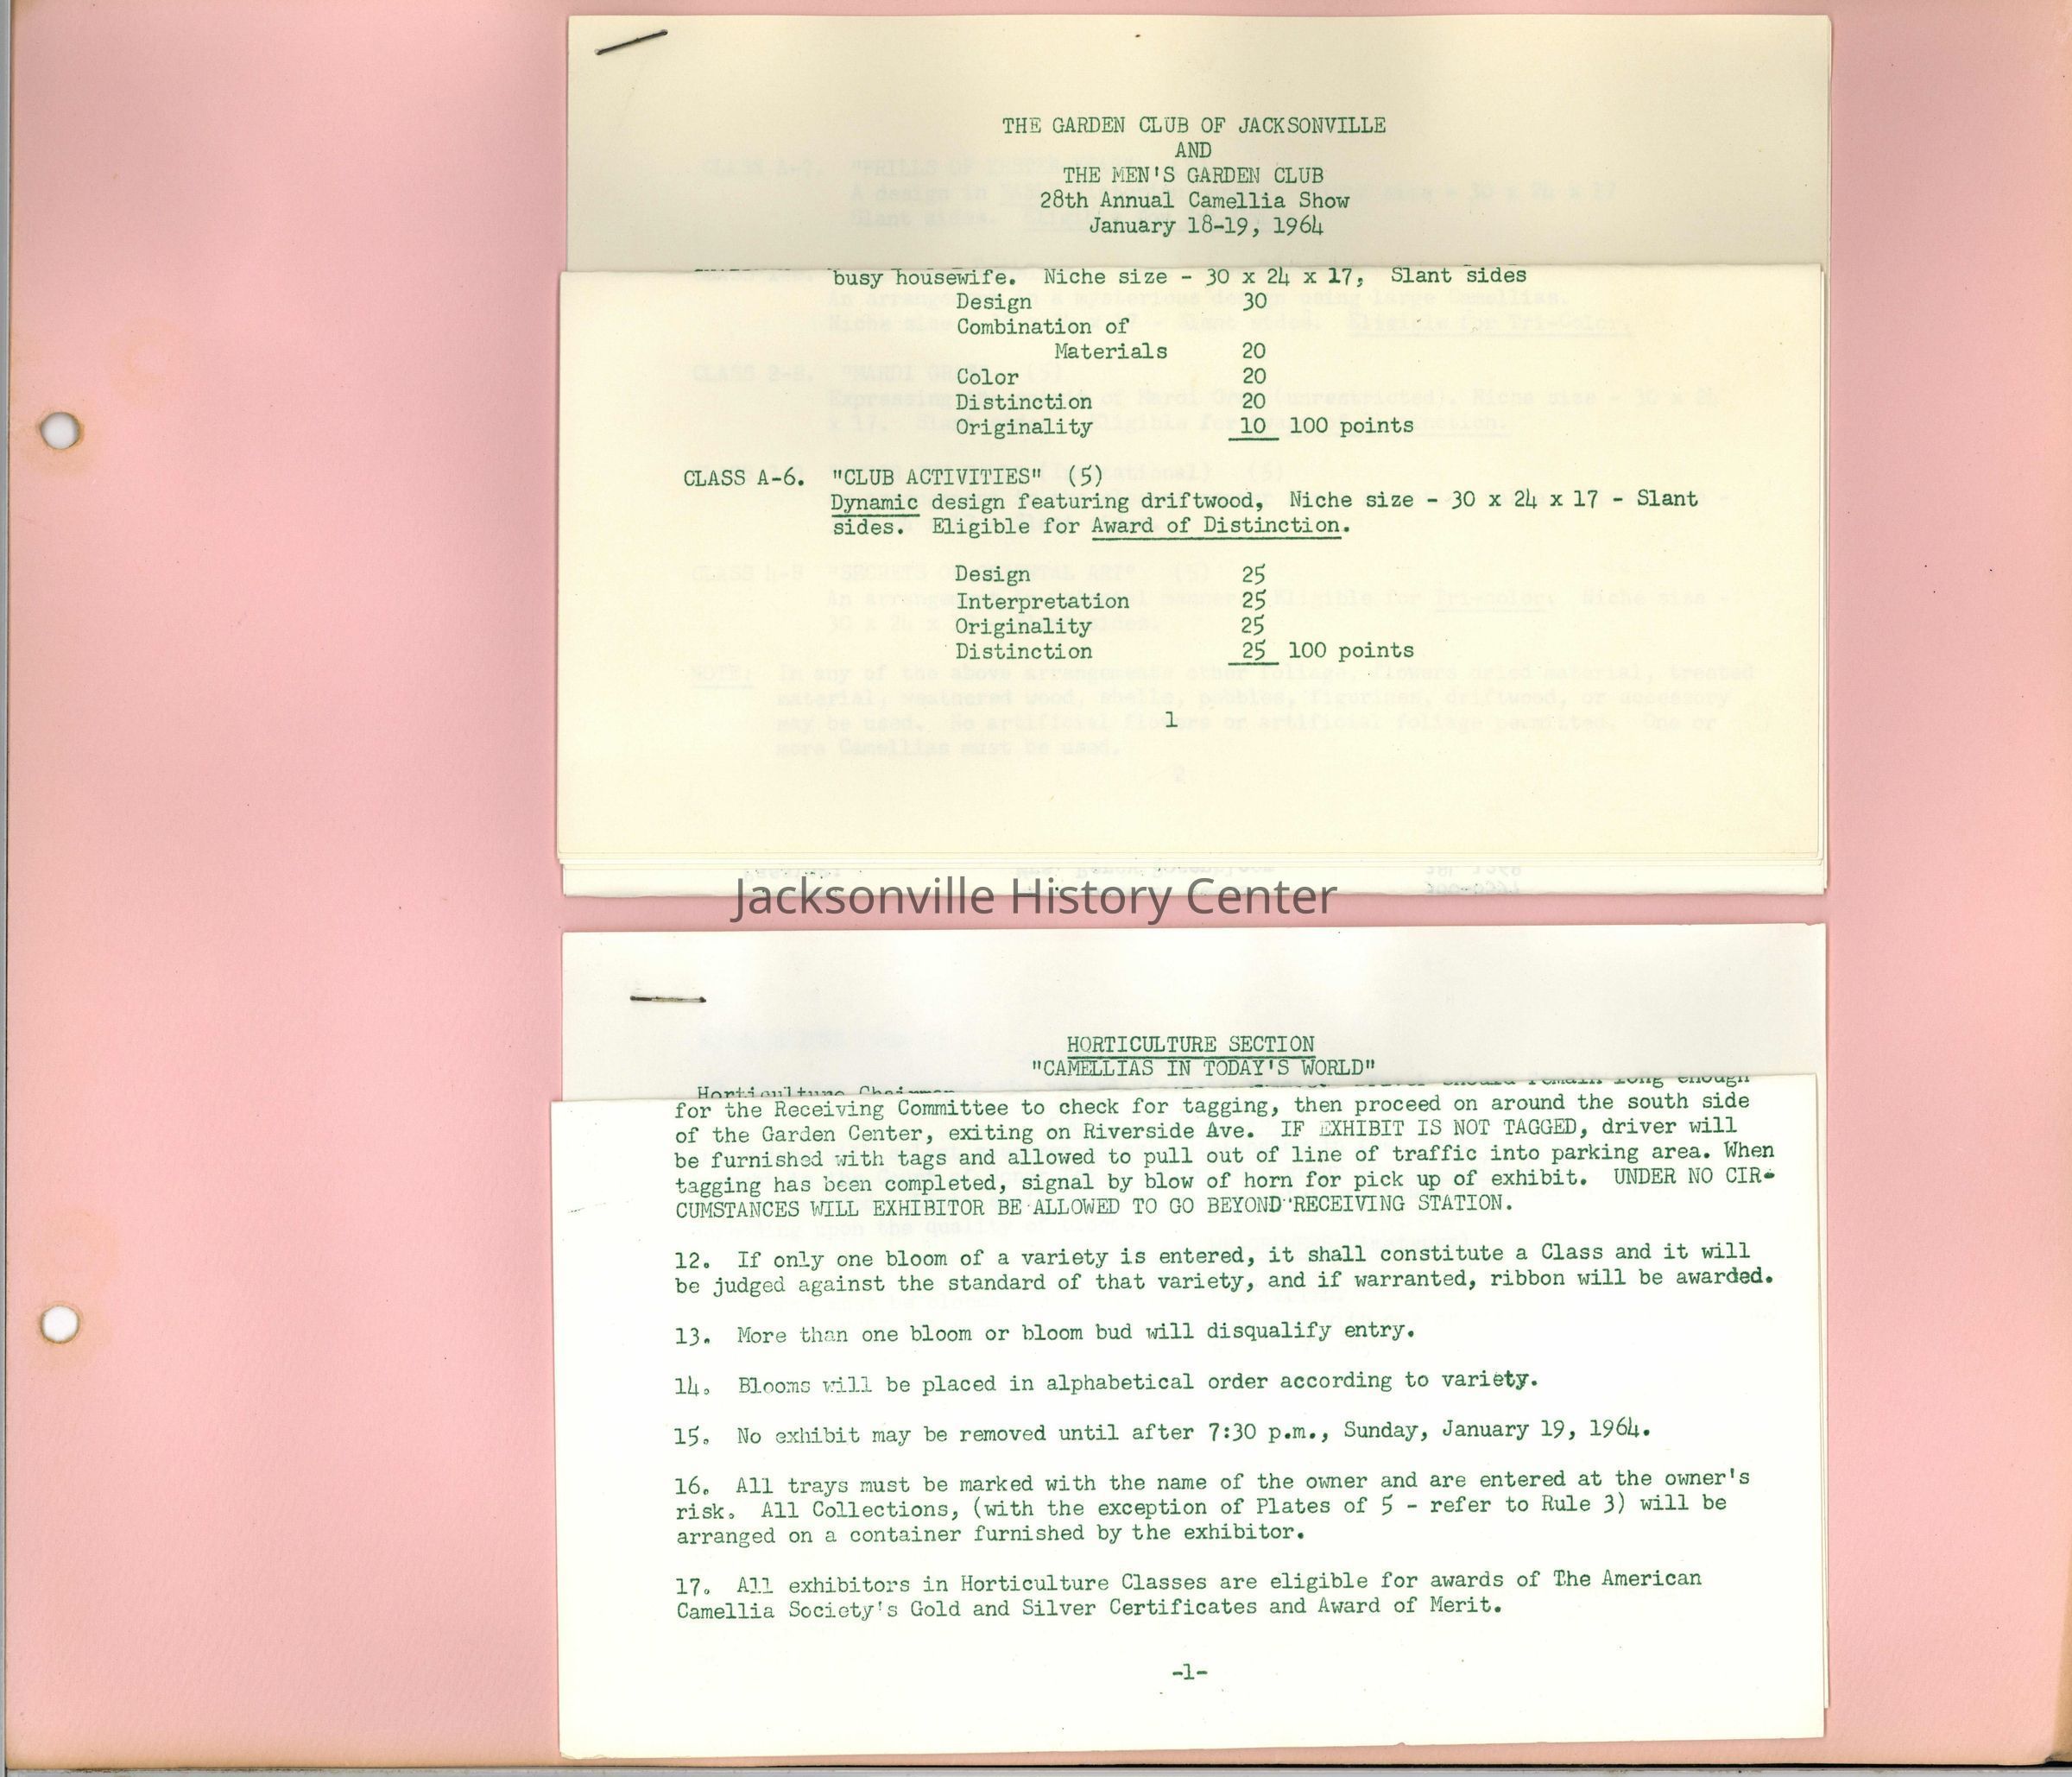 THE GARDEN CLUB OF JACKSONVILLE
AND
THE MEN'S GARDEN CLUB
28th Annual Camellia Show
January 18-19, 1964
busy housewife. Niche size - 30 x 24 x 17, Slant sides
Design 30
Combination of
Materials 20
Color 20
Distinction 20
Originality 10 100 points
CLASS A-6. "CLUB ACTIVITIES" (5)
Dynamic design featuring driftwood, Niche size - 30 x 24 x 17 - Slant
sides. Eligible for Award of Distinction.
Design 25
Interpretation 25
Originality 25
Distinction 25 100 points
1
Jacksonville History Center
HORTICULTURE SECTION
"CAMELLIAS IN TODAY'S WORLD"
Horticulture Chairman
should remain long enough
for the Receiving Committee to check for tagging, then proceed on around the south side
of the Garden Center, exiting on Riverside Ave. IF EXHIBIT IS NOT TAGGED, driver will
be furnished with tags and allowed to pull out of line of traffic into parking area. When
tagging has been completed, signal by blow of horn for pick up of exhibit. UNDER NO CIR-
CUMSTANCES WILL EXHIBITOR BE ALLOWED TO GO BEYOND RECEIVING STATION.
12. If only one bloom of a variety is entered, it shall constitute a Class and it will
be judged against the standard of that variety, and if warranted, ribbon will be awarded.
13. More than one bloom or bloom bud will disqualify entry.
14. Blooms will be placed in alphabetical order according to variety.
15. No exhibit may be removed until after 7:30 p.m., Sunday, January 19, 1964.
16. All trays must be marked with the name of the owner and are entered at the owner's
risk. All Collections, (with the exception of Plates of 5 - refer to Rule 3) will be
arranged on a container furnished by the exhibitor.
17. All exhibitors in Horticulture Classes are eligible for awards of The American
Camellia Society's Gold and Silver Certificates and Award of Merit.
-1-